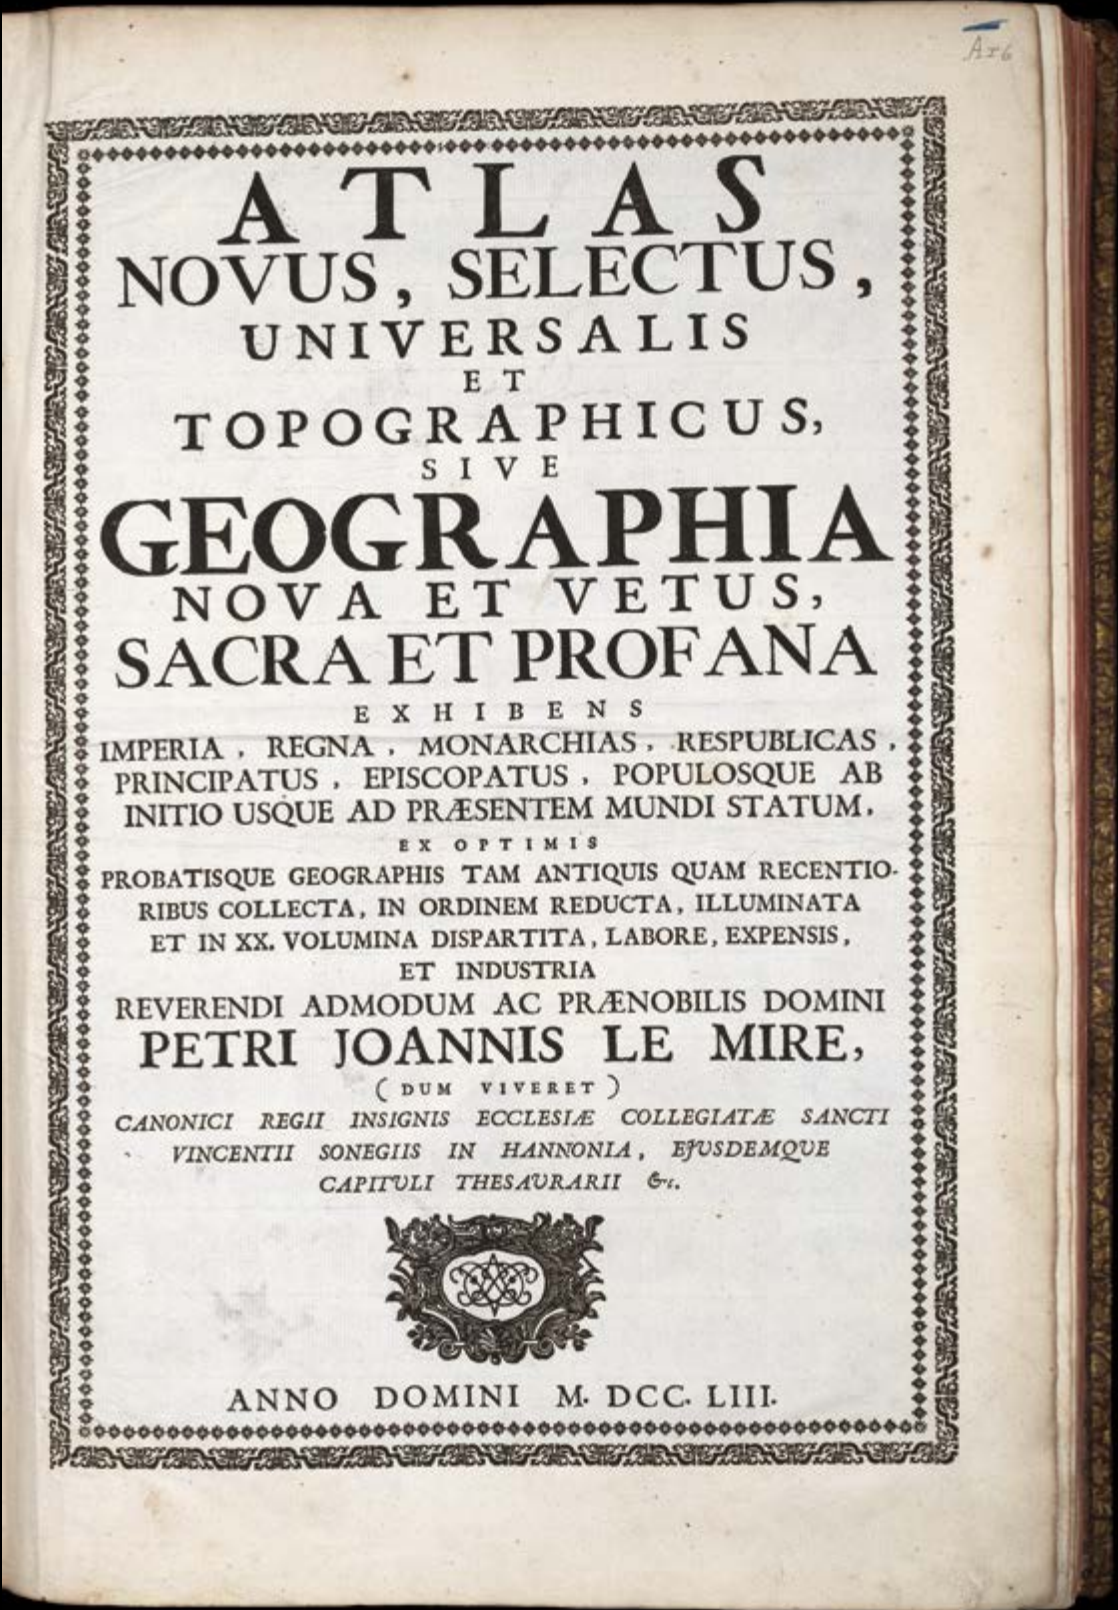 Ax6
ATLAS
NOVUS, SELECTUS,
UNIVERSALIS
ET
TOPOGRAPHICUS,
SIVE
GEOGRAPHIA
NOVA ET VETUS,
SACRA ET PROFANA
EXHIBENS
IMPERIA, REGNA, MONARCHIAS, RESPUBLICAS,
PRINCIPATUS, EPISCOPATUS, POPULOSQUE AB
INITIO USQUE AD PRÆSENTEM MUNDI STATUM,
EX OPTIMIS
PROBATISQUE GEOGRAPHIS TAM ANTIQUIS QUAM RECENTIO-
RIBUS COLLECTA, IN ORDINEM REDUCTA, ILLUMINATA
ET IN XX. VOLUMINA DISPARTITA, LABORE, EXPENSIS,
ET INDUSTRIA
REVERENDI ADMODUM AC PRÆNOBILIS DOMINI
PETRI JOANNIS LE MIRE,
(DUM VIVERET)
CANONICI REGII INSIGNIS ECCLESIÆ COLLEGIATÆ SANCTI
VINCENTII SONEGIIS IN HANNONIA, EJUSDEMQUE
CAPITULI THESAURARII &c.
ANNO DOMINI M. DCC. LIII.